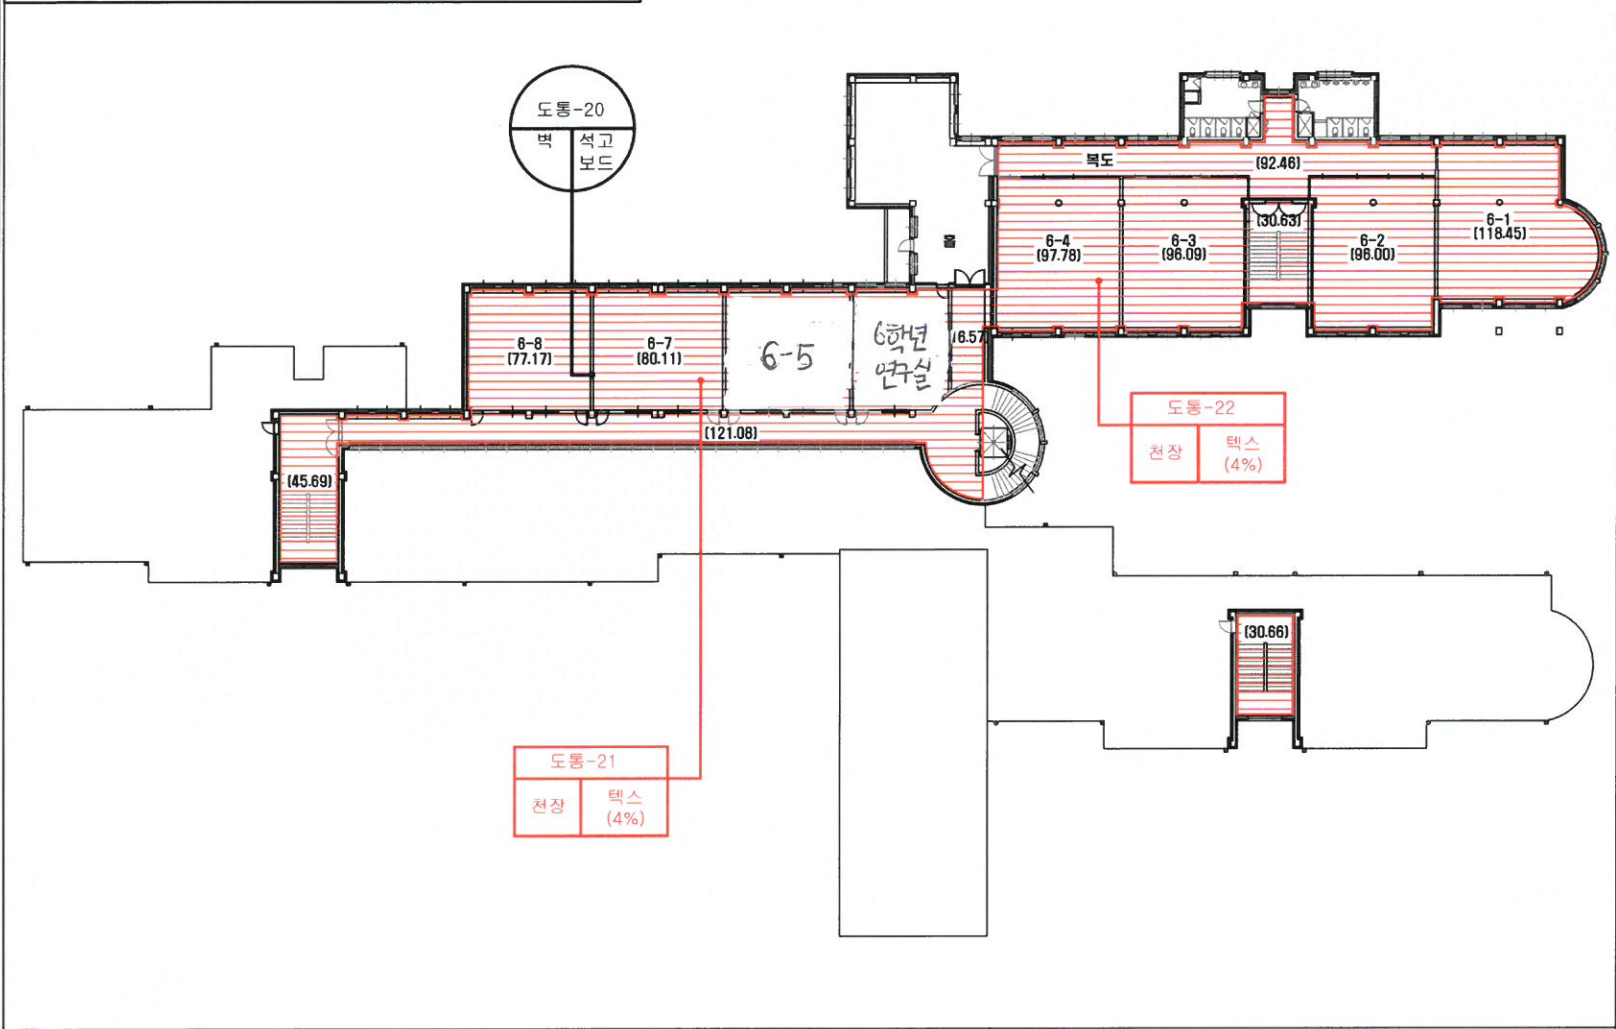 도통-20
벽
석고
보드
복도
(92.46)
6-1
(118.45)
(30.63)
6-4
(97.78)
6-3
(96.09)
6-2
(96.00)
홀
6-8
(77.17)
6-7
(80.11)
6-5
6학년
연구실
(6.57
(121.08)
도통-22
천장
텍스
(4%)
(45.69)
(30.66)
도통-21
천장
텍스
(4%)